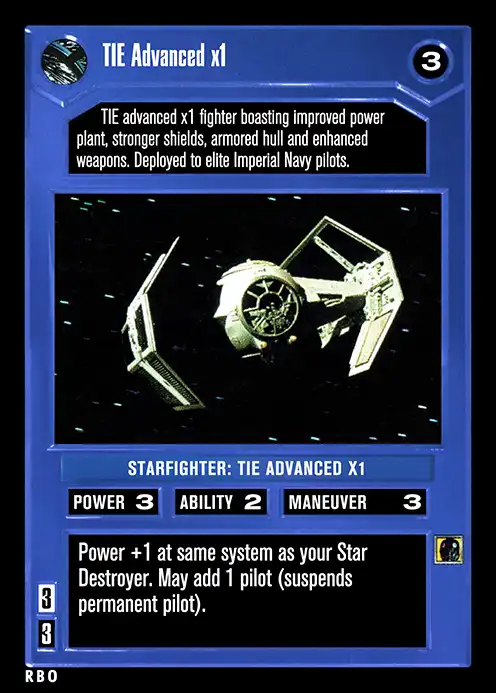 TIE Advanced x1
3
TIE advanced x1 fighter boasting improved power
plant, stronger shields, armored hull and enhanced
weapons. Deployed to elite Imperial Navy pilots.
STARFIGHTER: TIE ADVANCED X1
POWER 3 ABILITY 2 MANEUVER 3
Power +1 at same system as your Star
Destroyer. May add 1 pilot (suspends
permanent pilot).
3
3
RBO